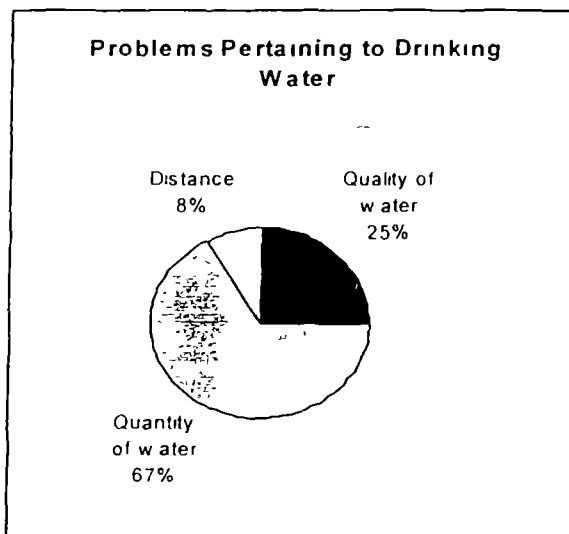 Problems Pertaining to Drinking
Water
Distance
8%
Quality of
water
25%
Quantity
of water
67%